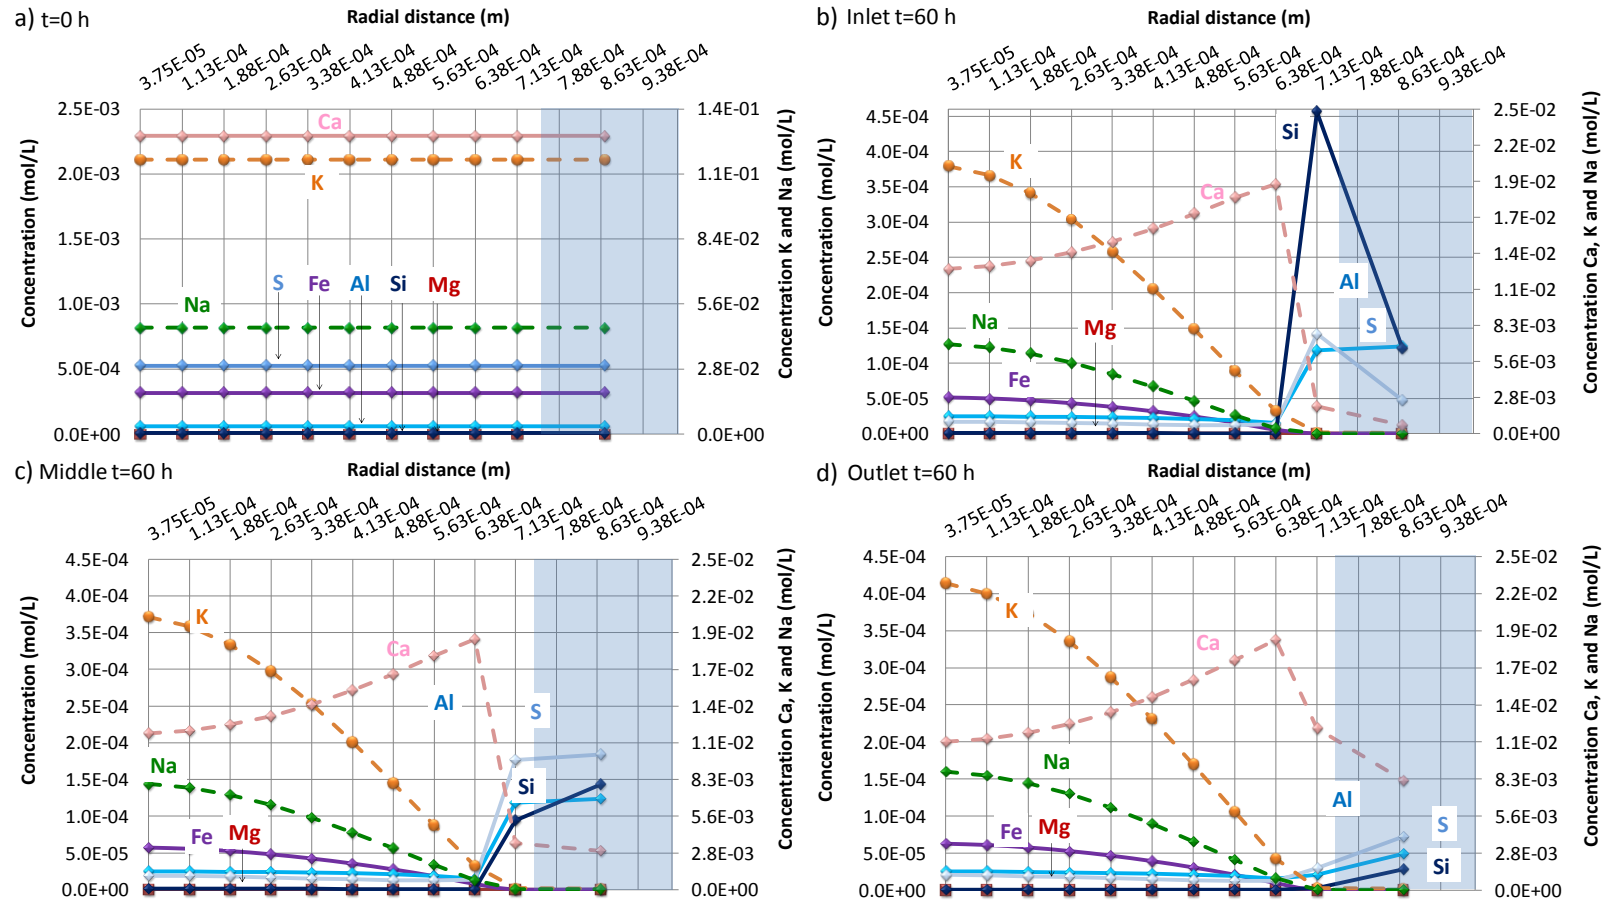 a) t=0 h
Radial distance (m)
3.75E-05 1.13E-04 1.88E-04 2.63E-04 3.38E-04 4.13E-04 4.88E-04 5.63E-04 6.38E-04 7.13E-04 7.88E-04 8.63E-04 9.38E-04
Concentration (mol/L)
2.5E-03
2.0E-03
1.5E-03
1.0E-03
5.0E-04
0.0E+00
Ca
K
S Fe Al Si Mg
Na
1.4E-01
1.1E-01
8.4E-02
5.6E-02
2.8E-02
0.0E+00
Concentration K and Na (mol/L)
b) Inlet t=60 h
Radial distance (m)
3.75E-05 1.13E-04 1.88E-04 2.63E-04 3.38E-04 4.13E-04 4.88E-04 5.63E-04 6.38E-04 7.13E-04 7.88E-04 8.63E-04 9.38E-04
Concentration (mol/L)
4.5E-04
4.0E-04
3.5E-04
3.0E-04
2.5E-04
2.0E-04
1.5E-04
1.0E-04
5.0E-05
0.0E+00
Si
K
Ca
Al
Na
Mg
S
Fe
2.5E-02
2.2E-02
1.9E-02
1.7E-02
1.4E-02
1.1E-02
8.3E-03
5.6E-03
2.8E-03
0.0E+00
Concentration Ca, K and Na (mol/L)
c) Middle t=60 h
Radial distance (m)
3.75E-05 1.13E-04 1.88E-04 2.63E-04 3.38E-04 4.13E-04 4.88E-04 5.63E-04 6.38E-04 7.13E-04 7.88E-04 8.63E-04 9.38E-04
Concentration (mol/L)
4.5E-04
4.0E-04
3.5E-04
3.0E-04
2.5E-04
2.0E-04
1.5E-04
1.0E-04
5.0E-05
0.0E+00
K
Ca
Al
S
Na
Si
Fe
Mg
2.5E-02
2.2E-02
1.9E-02
1.7E-02
1.4E-02
1.1E-02
8.3E-03
5.6E-03
2.8E-03
0.0E+00
Concentration Ca, K and Na (mol/L)
d) Outlet t=60 h
Radial distance (m)
3.75E-05 1.13E-04 1.88E-04 2.63E-04 3.38E-04 4.13E-04 4.88E-04 5.63E-04 6.38E-04 7.13E-04 7.88E-04 8.63E-04 9.38E-04
Concentration (mol/L)
4.5E-04
4.0E-04
3.5E-04
3.0E-04
2.5E-04
2.0E-04
1.5E-04
1.0E-04
5.0E-05
0.0E+00
K
Ca
Na
Al
Fe
Mg
S
Si
2.5E-02
2.2E-02
1.9E-02
1.7E-02
1.4E-02
1.1E-02
8.3E-03
5.6E-03
2.8E-03
0.0E+00
Concentration Ca, K and Na (mol/L)